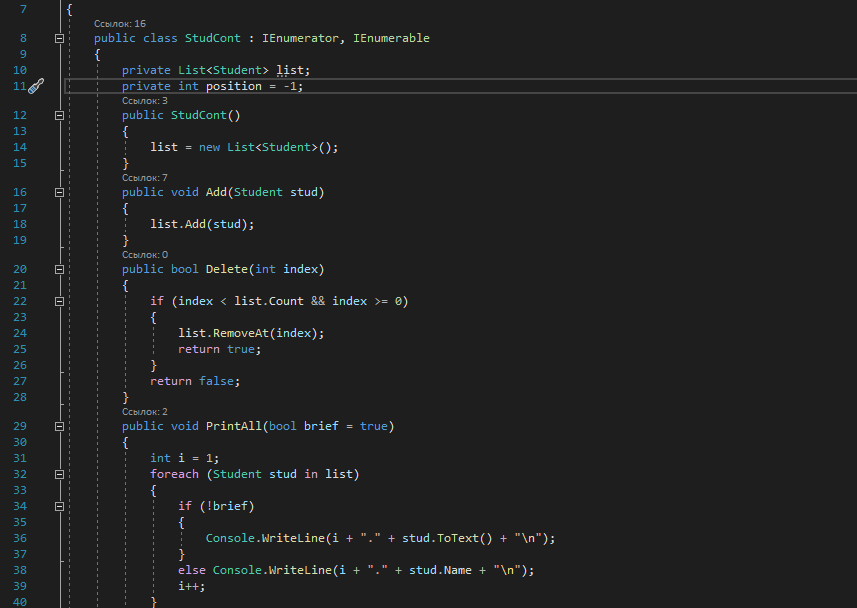 7 {
Ссылок: 16
8 public class StudCont : IEnumerator, IEnumerable
9 {
10 private List<Student> list;
11 private int position = -1;
Ссылок: 3
12 public StudCont()
13 {
14 list = new List<Student>();
15 }
Ссылок: 7
16 public void Add(Student stud)
17 {
18 list.Add(stud);
19 }
Ссылок: 0
20 public bool Delete(int index)
21 {
22 if (index < list.Count && index >= 0)
23 {
24 list.RemoveAt(index);
25 return true;
26 }
27 return false;
28 }
Ссылок: 2
29 public void PrintAll(bool brief = true)
30 {
31 int i = 1;
32 foreach (Student stud in list)
33 {
34 if (!brief)
35 {
36 Console.WriteLine(i + "." + stud.ToText() + "\n");
37 }
38 else Console.WriteLine(i + "." + stud.Name + "\n");
39 i++;
40 }